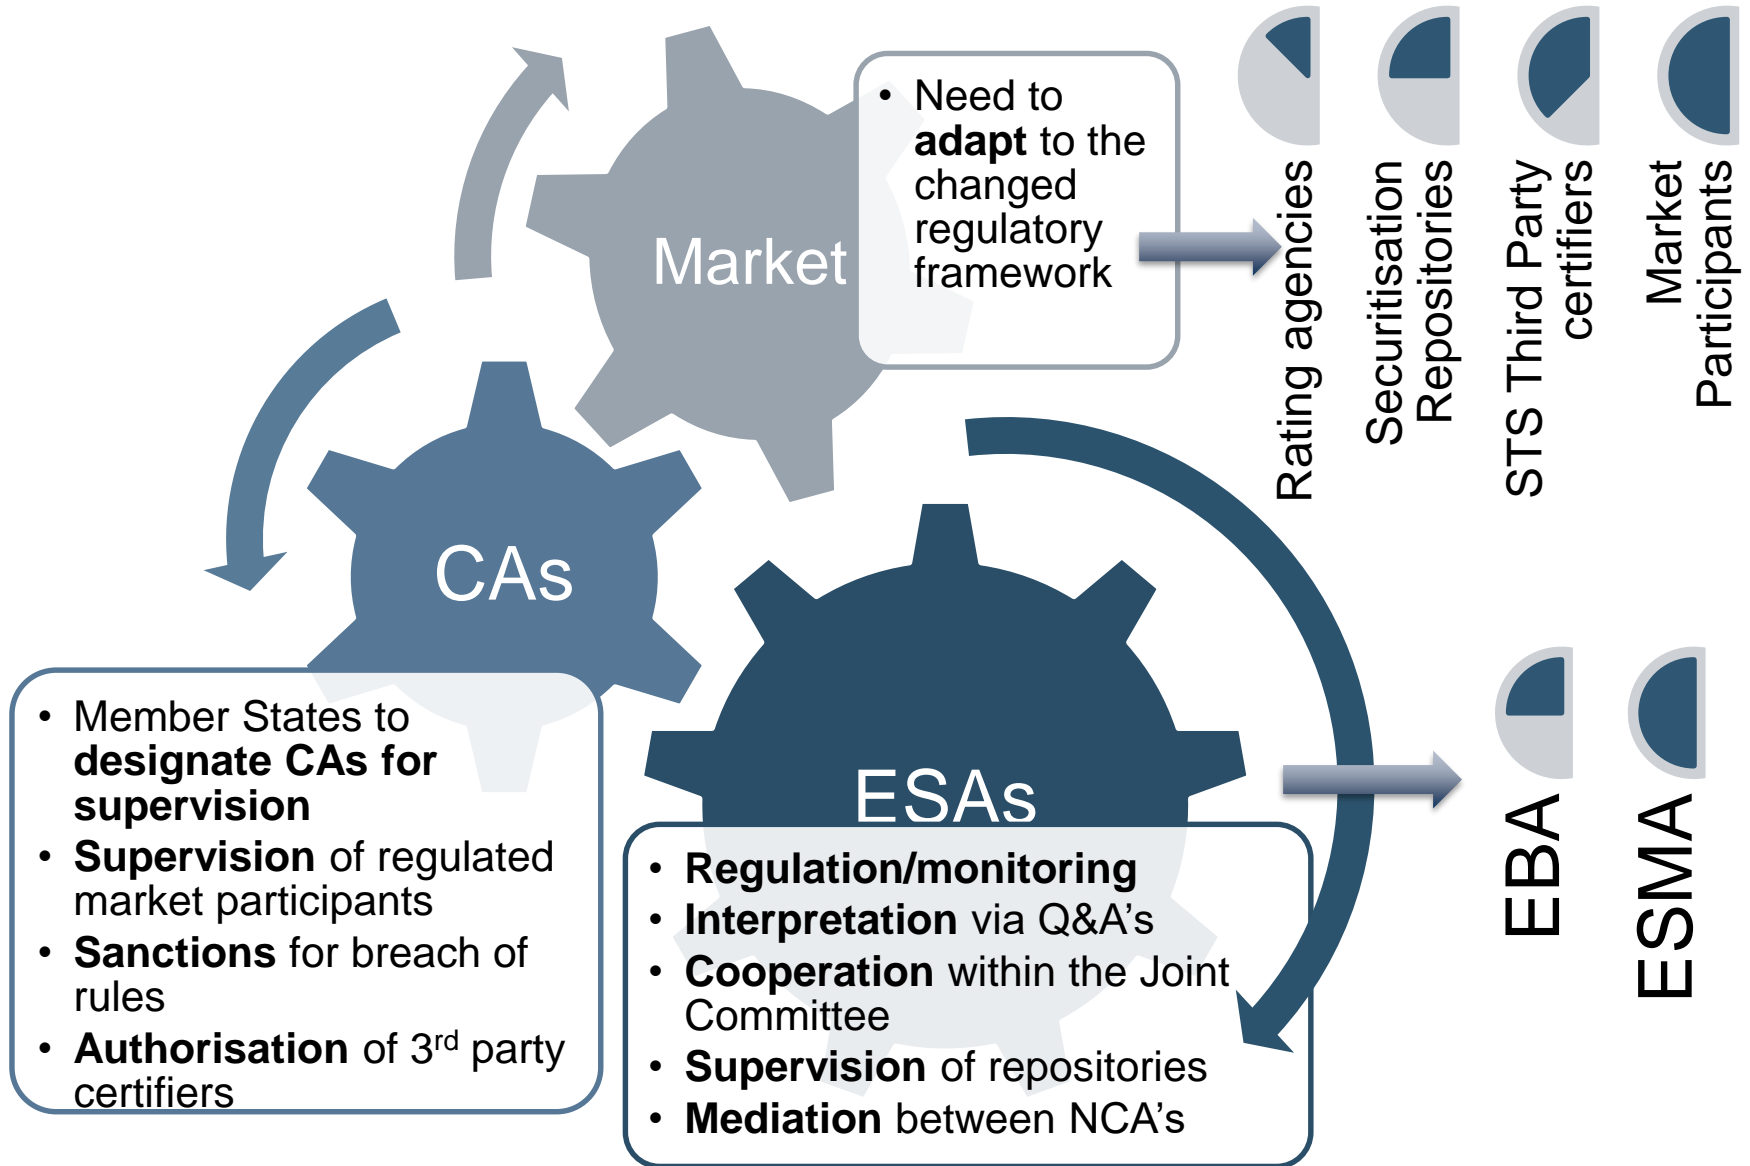 Market
• Need to
adapt to the
changed
regulatory
framework
Rating agencies
Securitisation
Repositories
STS Third Party
certifiers
Market
Participants
CAs
• Member States to
designate CAs for
supervision
• Supervision of regulated
market participants
• Sanctions for breach of
rules
• Authorisation of 3rd party
certifiers
ESAs
• Regulation/monitoring
• Interpretation via Q&A’s
• Cooperation within the Joint
Committee
• Supervision of repositories
• Mediation between NCA’s
EBA
ESMA